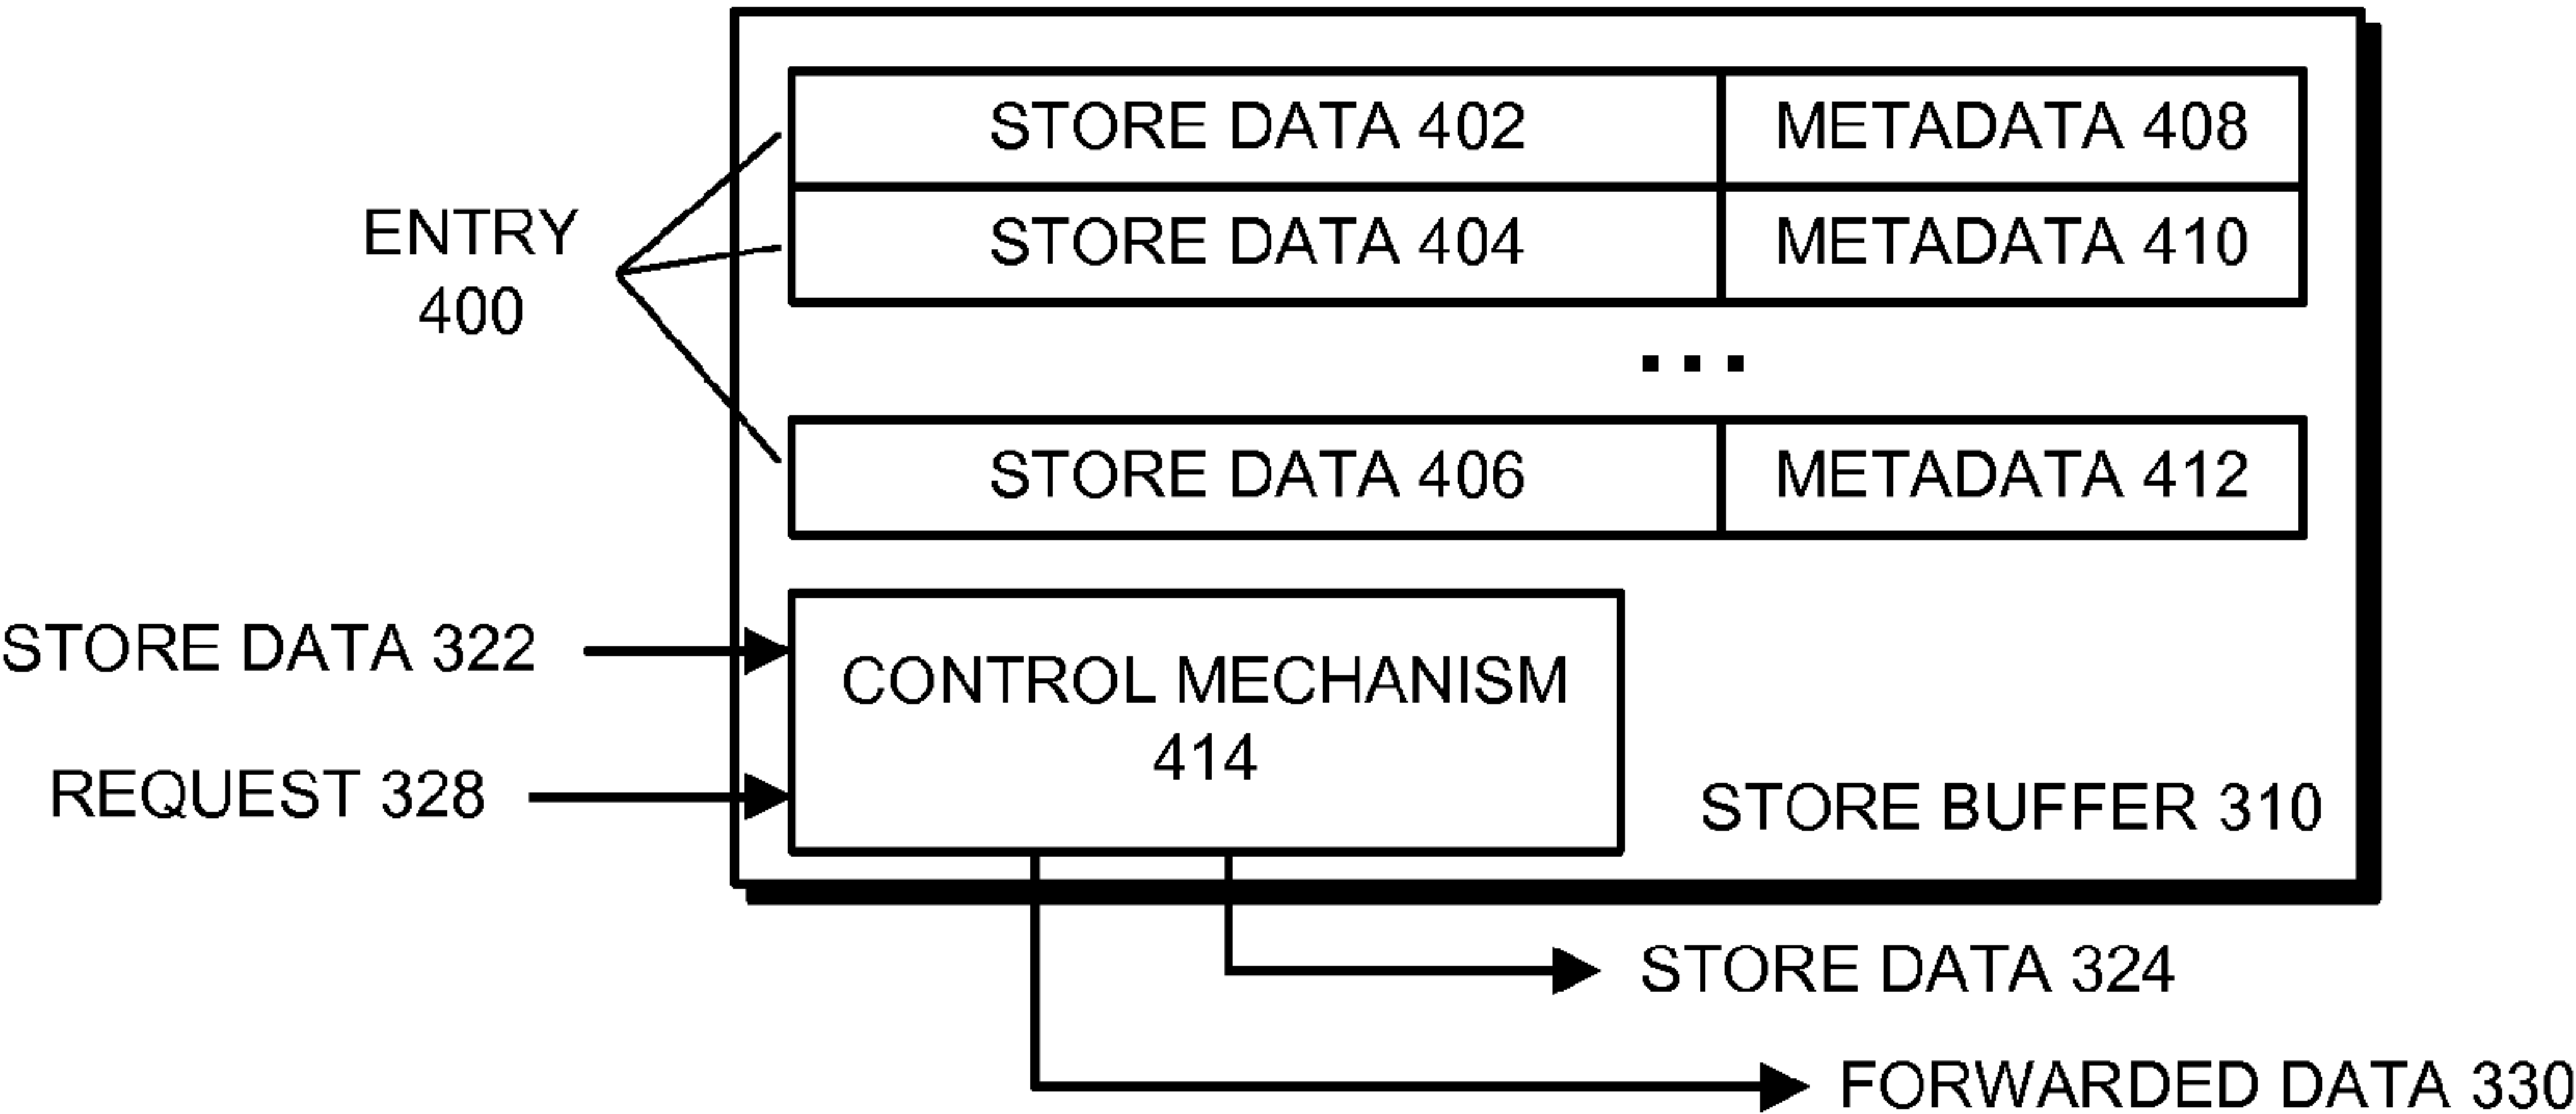 STORE DATA 402 METADATA 408
ENTRY
400
STORE DATA 404 METADATA 410
...
STORE DATA 406 METADATA 412
STORE DATA 322
REQUEST 328
CONTROL MECHANISM
414
STORE BUFFER 310
STORE DATA 324
FORWARDED DATA 330